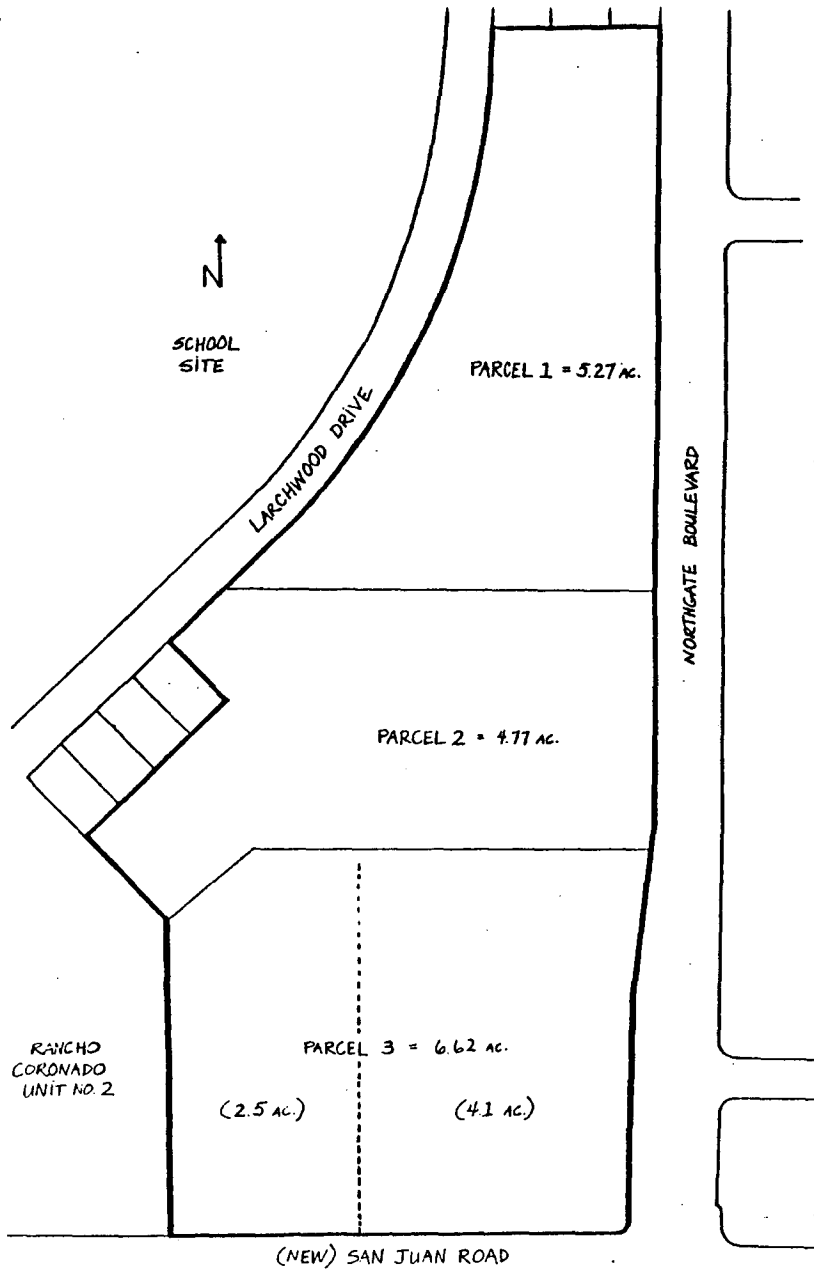 N
SCHOOL
SITE
PARCEL 1 = 5.27 AC.
LARCHWOOD DRIVE
NORTHGATE BOULEVARD
PARCEL 2 = 4.77 AC.
RANCHO
CORONADO
UNIT NO. 2
PARCEL 3 = 6.62 AC.
(2.5 AC.)
(4.1 AC.)
(NEW) SAN JUAN ROAD